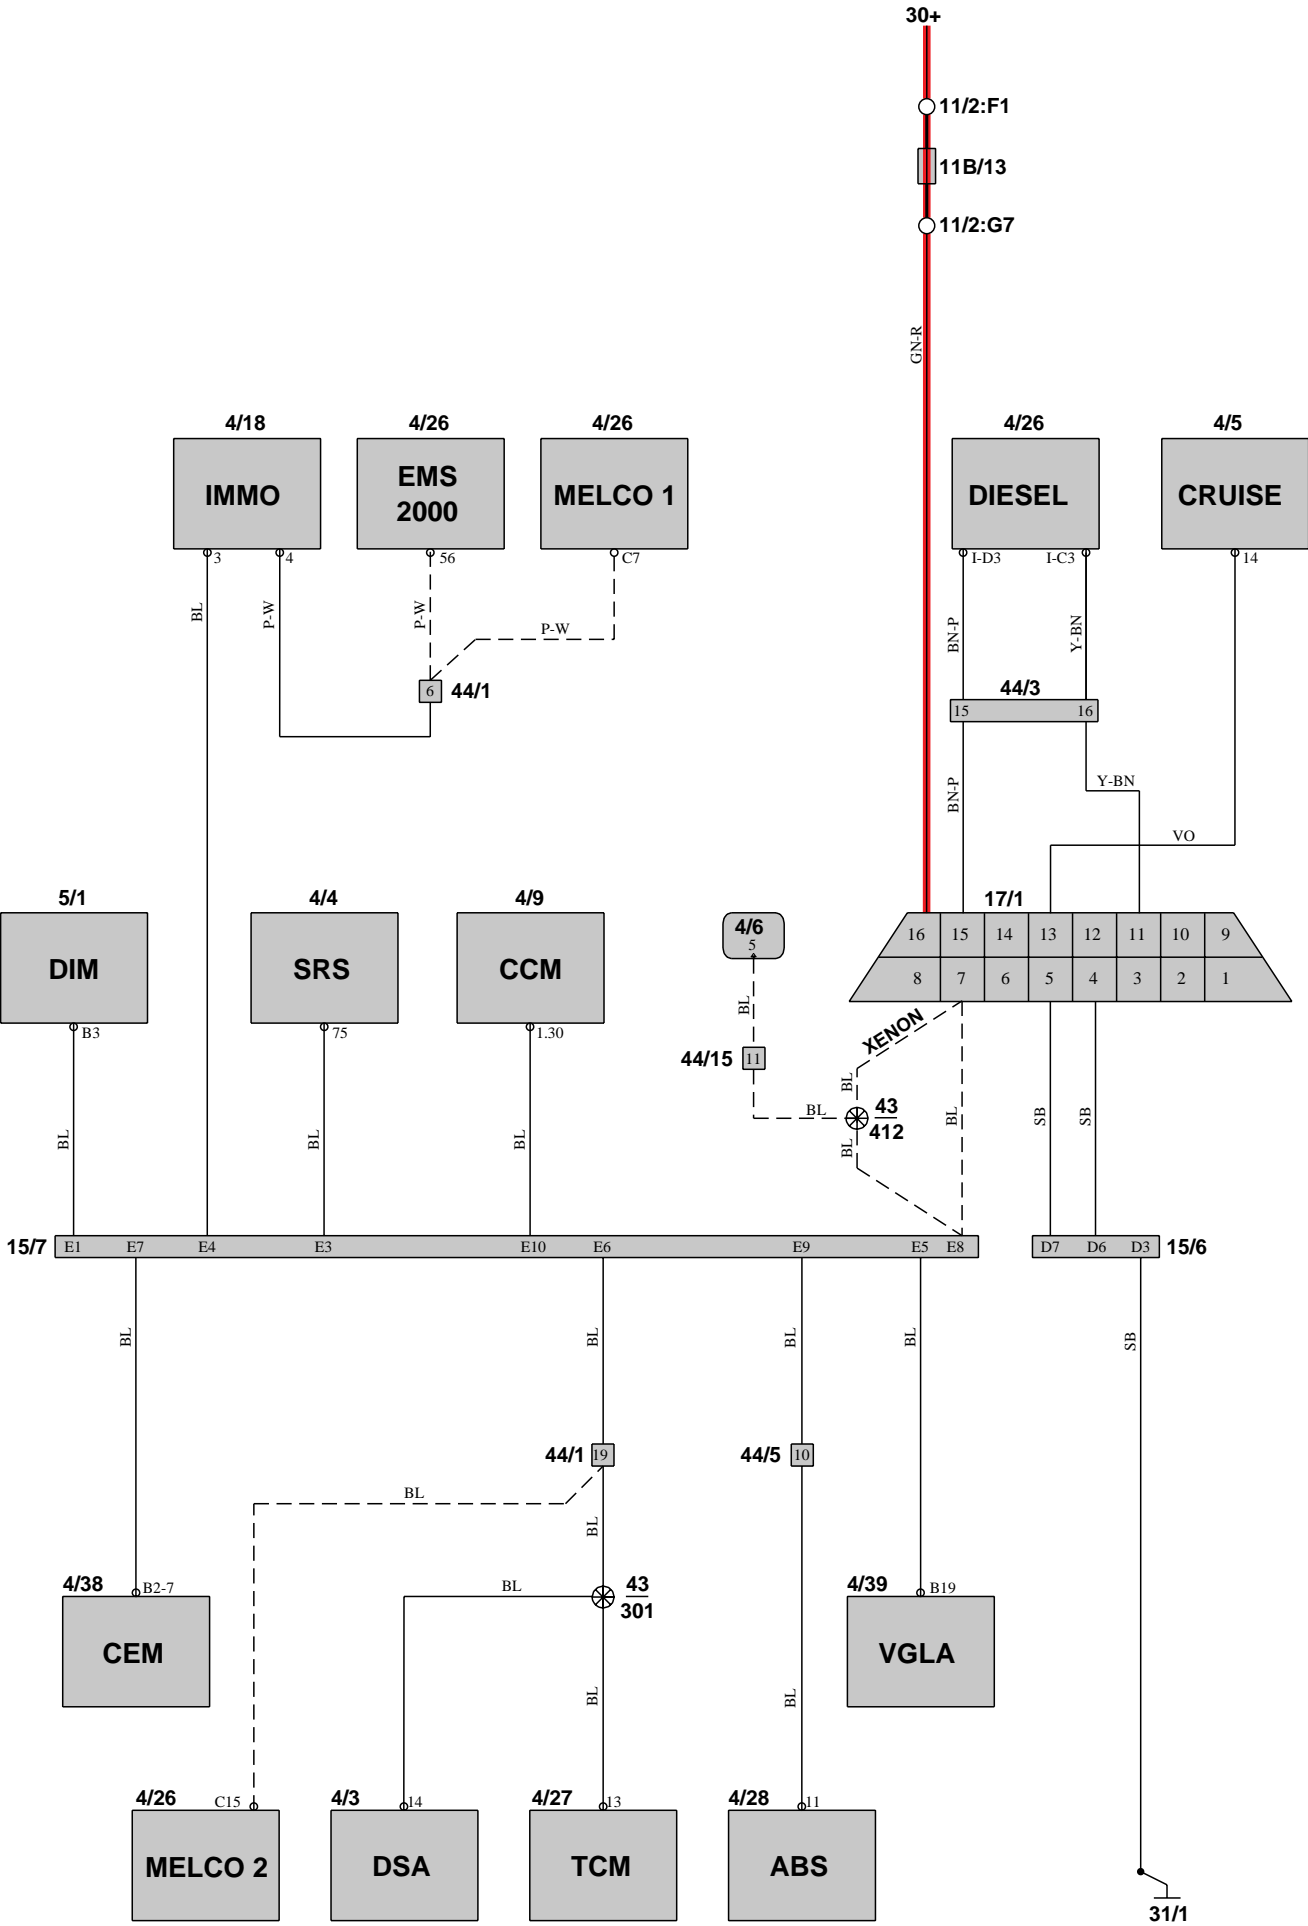 30+
11/2:F1
11B/13
11/2:G7
GN-R
4/18
4/26
4/26
4/26
4/5
IMMO
EMS
2000
MELCO 1
DIESEL
CRUISE
3
4
56
C7
I-D3
I-C3
14
BL
P-W
P-W
P-W
BN-P
Y-BN
6
44/1
44/3
15
16
BN-P
Y-BN
VO
5/1
4/4
4/9
17/1
DIM
SRS
CCM
4/6
5
16 15 14 13 12 11 10 9
8 7 6 5 4 3 2 1
B3
75
1.30
BL
XENON
44/15
11
BL
BL
43
412
BL
BL
BL
BL
BL
BL
SB
SB
15/7
E1
E7
E4
E3
E10
E6
E9
E5
E8
D7
D6
D3
15/6
BL
BL
BL
BL
SB
44/1
19
44/5
10
BL
BL
4/38
B2-7
BL
43
301
4/39
B19
CEM
VGLA
BL
BL
4/26
C15
4/3
14
4/27
13
4/28
11
MELCO 2
DSA
TCM
ABS
31/1